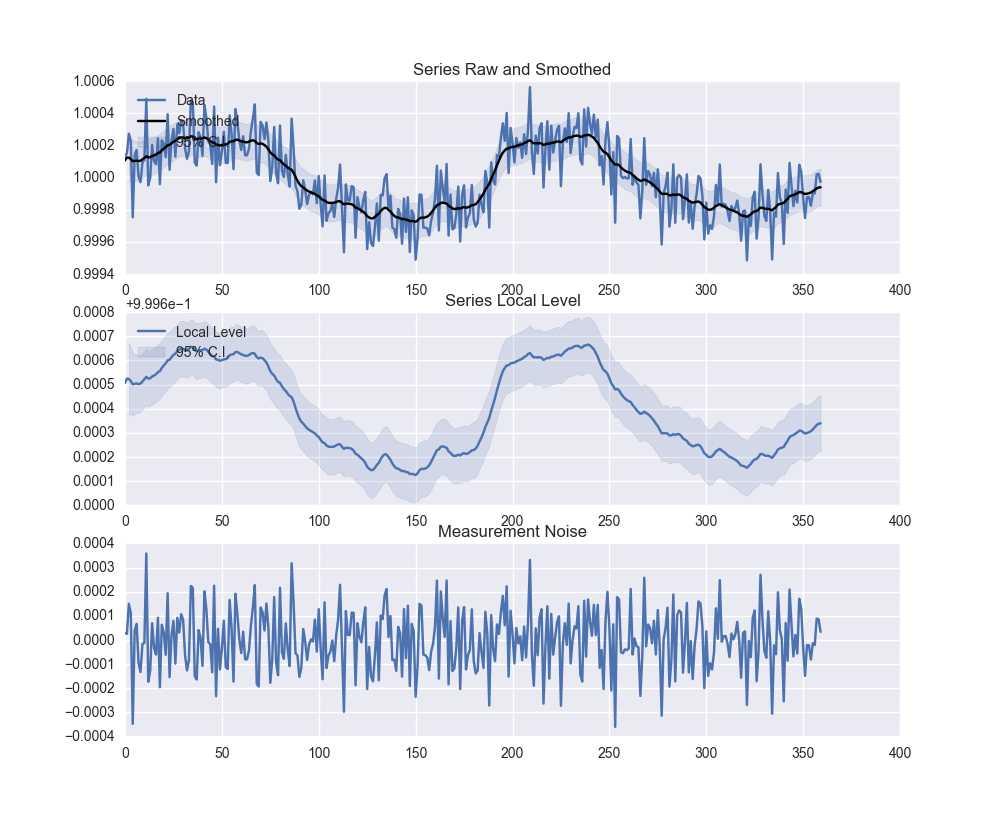 Series Raw and Smoothed
1.0006
1.0004
1.0002
1.0000
0.9998
0.9996
0.9994
Data
Smoothed
95% C.I.
0 50 100 150 200 250 300 350 400
Series Local Level
+9.996e−1
0.0008
0.0007
0.0006
0.0005
0.0004
0.0003
0.0002
0.0001
0.0000
Local Level
95% C.I.
0 50 100 150 200 250 300 350 400
Measurement Noise
0.0004
0.0003
0.0002
0.0001
0.0000
−0.0001
−0.0002
−0.0003
−0.0004
0 50 100 150 200 250 300 350 400